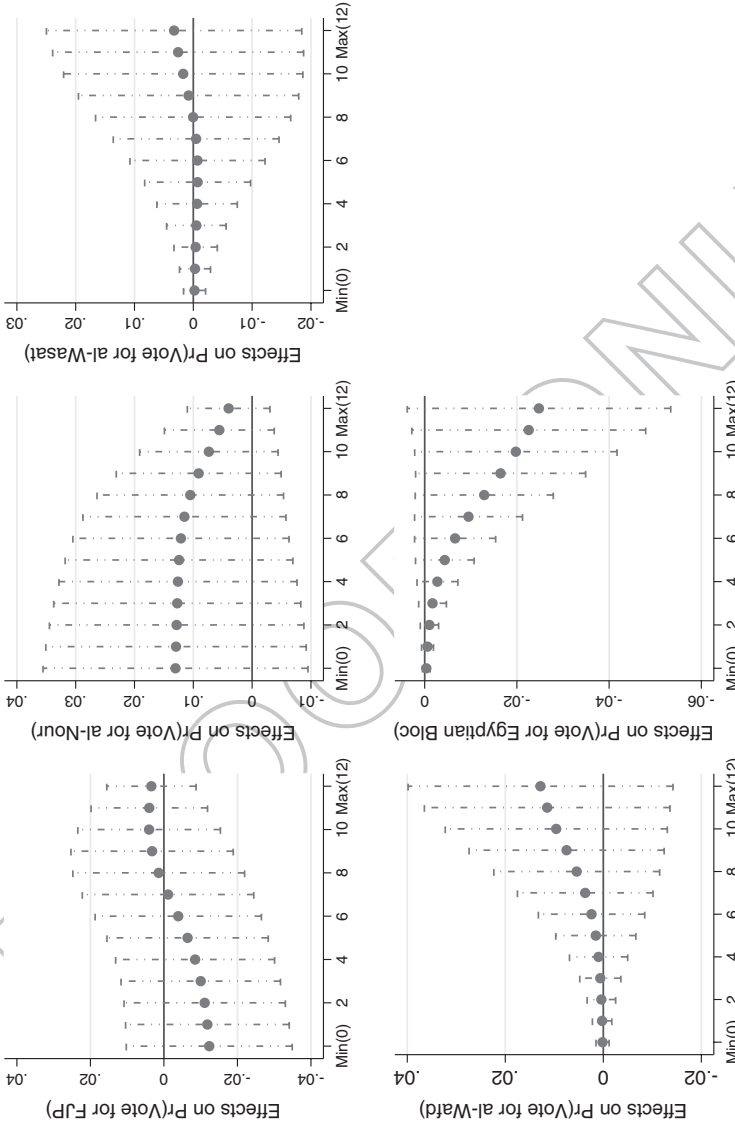 Effects on Pr(Vote for FJP)
.04
.02
0
-.02
-.04
Min(0) 2 4 6 8 10 Max(12)
Effects on Pr(Vote for al-Nour)
.04
.03
.02
.01
0
-.01
Min(0) 2 4 6 8 10 Max(12)
Effects on Pr(Vote for al-Wasat)
.03
.02
.01
0
-.01
-.02
Min(0) 2 4 6 8 10 Max(12)
Effects on Pr(Vote for al-Wafd)
.04
.02
0
-.02
Min(0) 2 4 6 8 10 Max(12)
Effects on Pr(Vote for Egyptian Bloc)
0
-.02
-.04
-.06
Min(0) 2 4 6 8 10 Max(12)